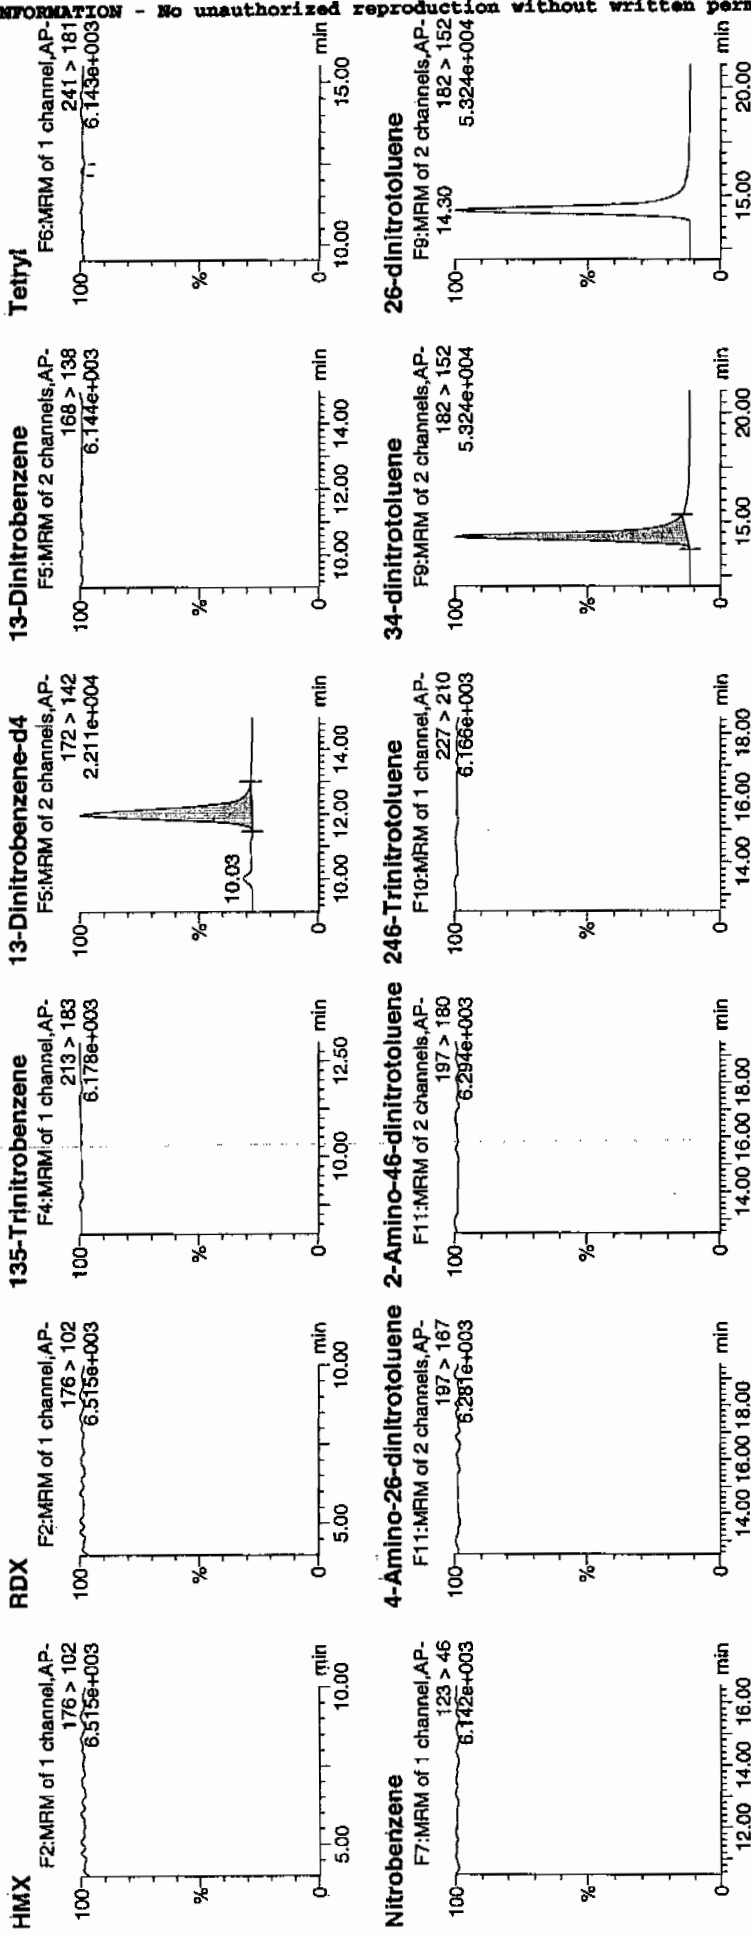 NFORMATION - No unauthorized reproduction without written perm
HMX
F2:MRM of 1 channel,AP-
176 > 102
6.515e+003
100
%
0
5.00
10.00
min
RDX
F2:MRM of 1 channel,AP-
176 > 102
6.515e+003
100
%
0
5.00
10.00
min
135-Trinitrobenzene
F4:MRM of 1 channel,AP-
213 > 183
6.178e+003
100
%
0
10.00
12.50
min
13-Dinitrobenzene-d4
F5:MRM of 2 channels,AP-
172 > 142
2.211e+004
100
%
10.03
0
10.00
12.00
14.00
min
13-Dinitrobenzene
F5:MRM of 2 channels,AP-
168 > 138
6.144e+003
100
%
0
10.00
12.00
14.00
min
Tetryl
F6:MRM of 1 channel,AP-
241 > 181
6.143e+003
100
%
0
10.00
15.00
min
Nitrobenzene
F7:MRM of 1 channel,AP-
123 > 46
6.142e+003
100
%
0
12.00
14.00
16.00
min
4-Amino-26-dinitrotoluene
F11:MRM of 2 channels,AP-
197 > 167
6.281e+003
100
%
0
14.00
16.00
18.00
min
2-Amino-46-dinitrotoluene
F11:MRM of 2 channels,AP-
197 > 180
6.294e+003
100
%
0
14.00
16.00
18.00
min
246-Trinitrotoluene
F10:MRM of 1 channel,AP-
227 > 210
6.166e+003
100
%
0
14.00
16.00
18.00
min
34-dinitrotoluene
F9:MRM of 2 channels,AP-
182 > 152
5.324e+004
100
%
0
15.00
20.00
min
26-dinitrotoluene
F9:MRM of 2 channels,AP-
14.30
182 > 152
5.324e+004
100
%
0
15.00
20.00
min